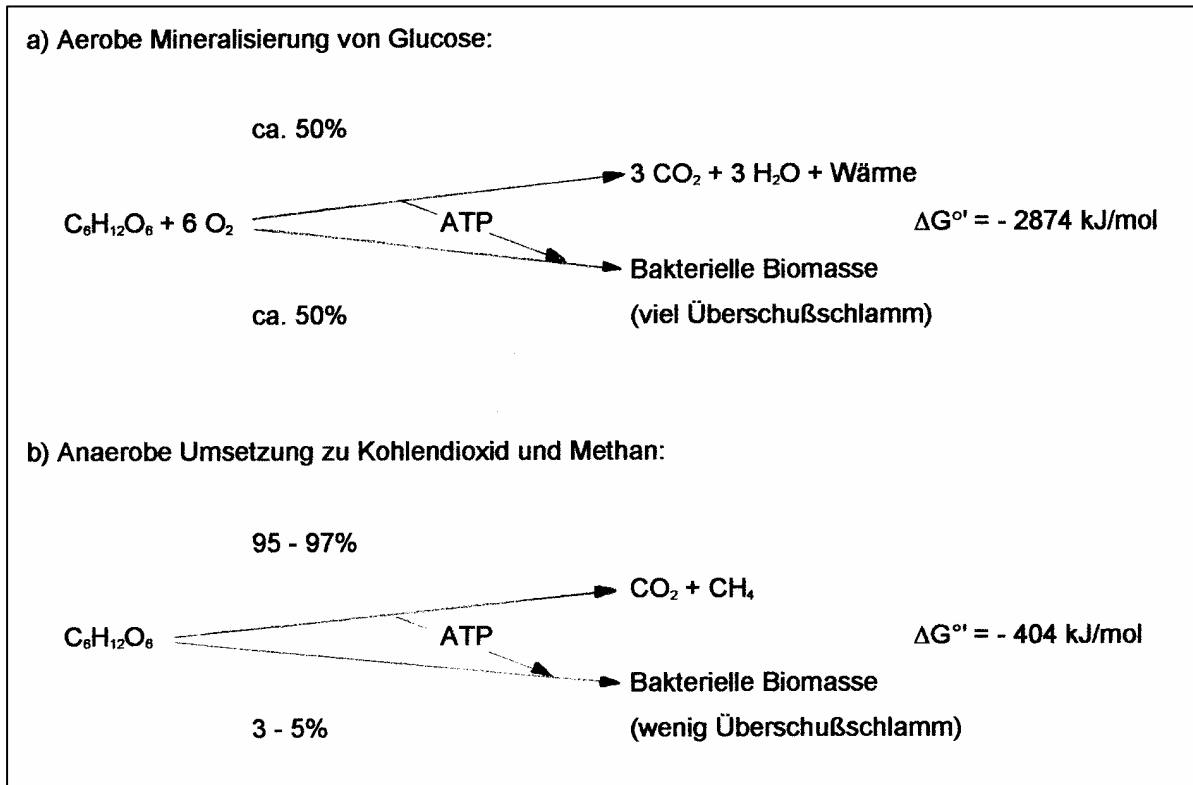 a) Aerobe Mineralisierung von Glucose:
ca. 50%
3 CO₂ + 3 H₂O + Wärme
C₆H₁₂O₆ + 6 O₂
ATP
ΔG°' = - 2874 kJ/mol
Bakterielle Biomasse
ca. 50%
(viel Überschußschlamm)
b) Anaerobe Umsetzung zu Kohlendioxid und Methan:
95 - 97%
CO₂ + CH₄
C₆H₁₂O₆
ATP
ΔG°' = - 404 kJ/mol
Bakterielle Biomasse
3 - 5%
(wenig Überschußschlamm)